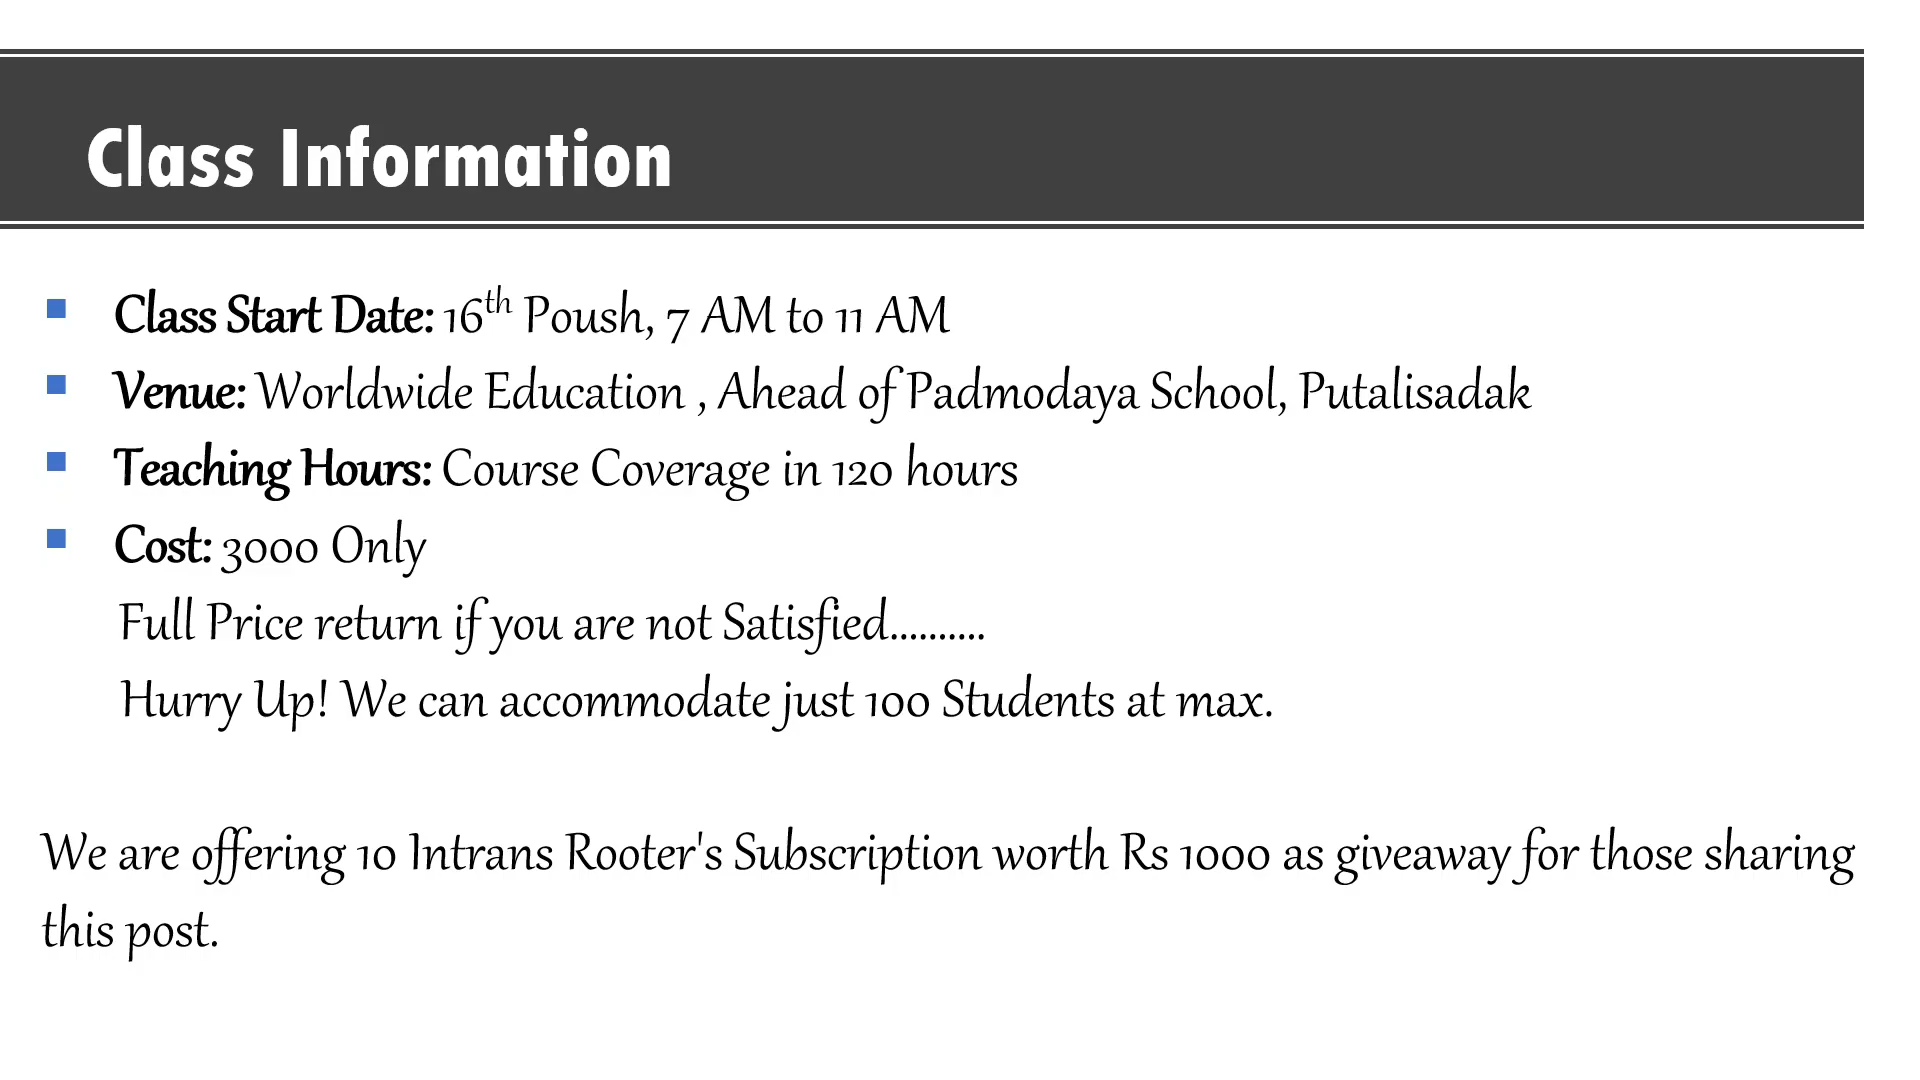 Class Information
▪ Class Start Date: 16th Poush, 7 AM to 11 AM
▪ Venue: Worldwide Education , Ahead of Padmodaya School, Putalisadak
▪ Teaching Hours: Course Coverage in 120 hours
▪ Cost: 3000 Only
Full Price return if you are not Satisfied..........
Hurry Up! We can accommodate just 100 Students at max.
We are offering 10 Intrans Rooter's Subscription worth Rs 1000 as giveaway for those sharing
this post.